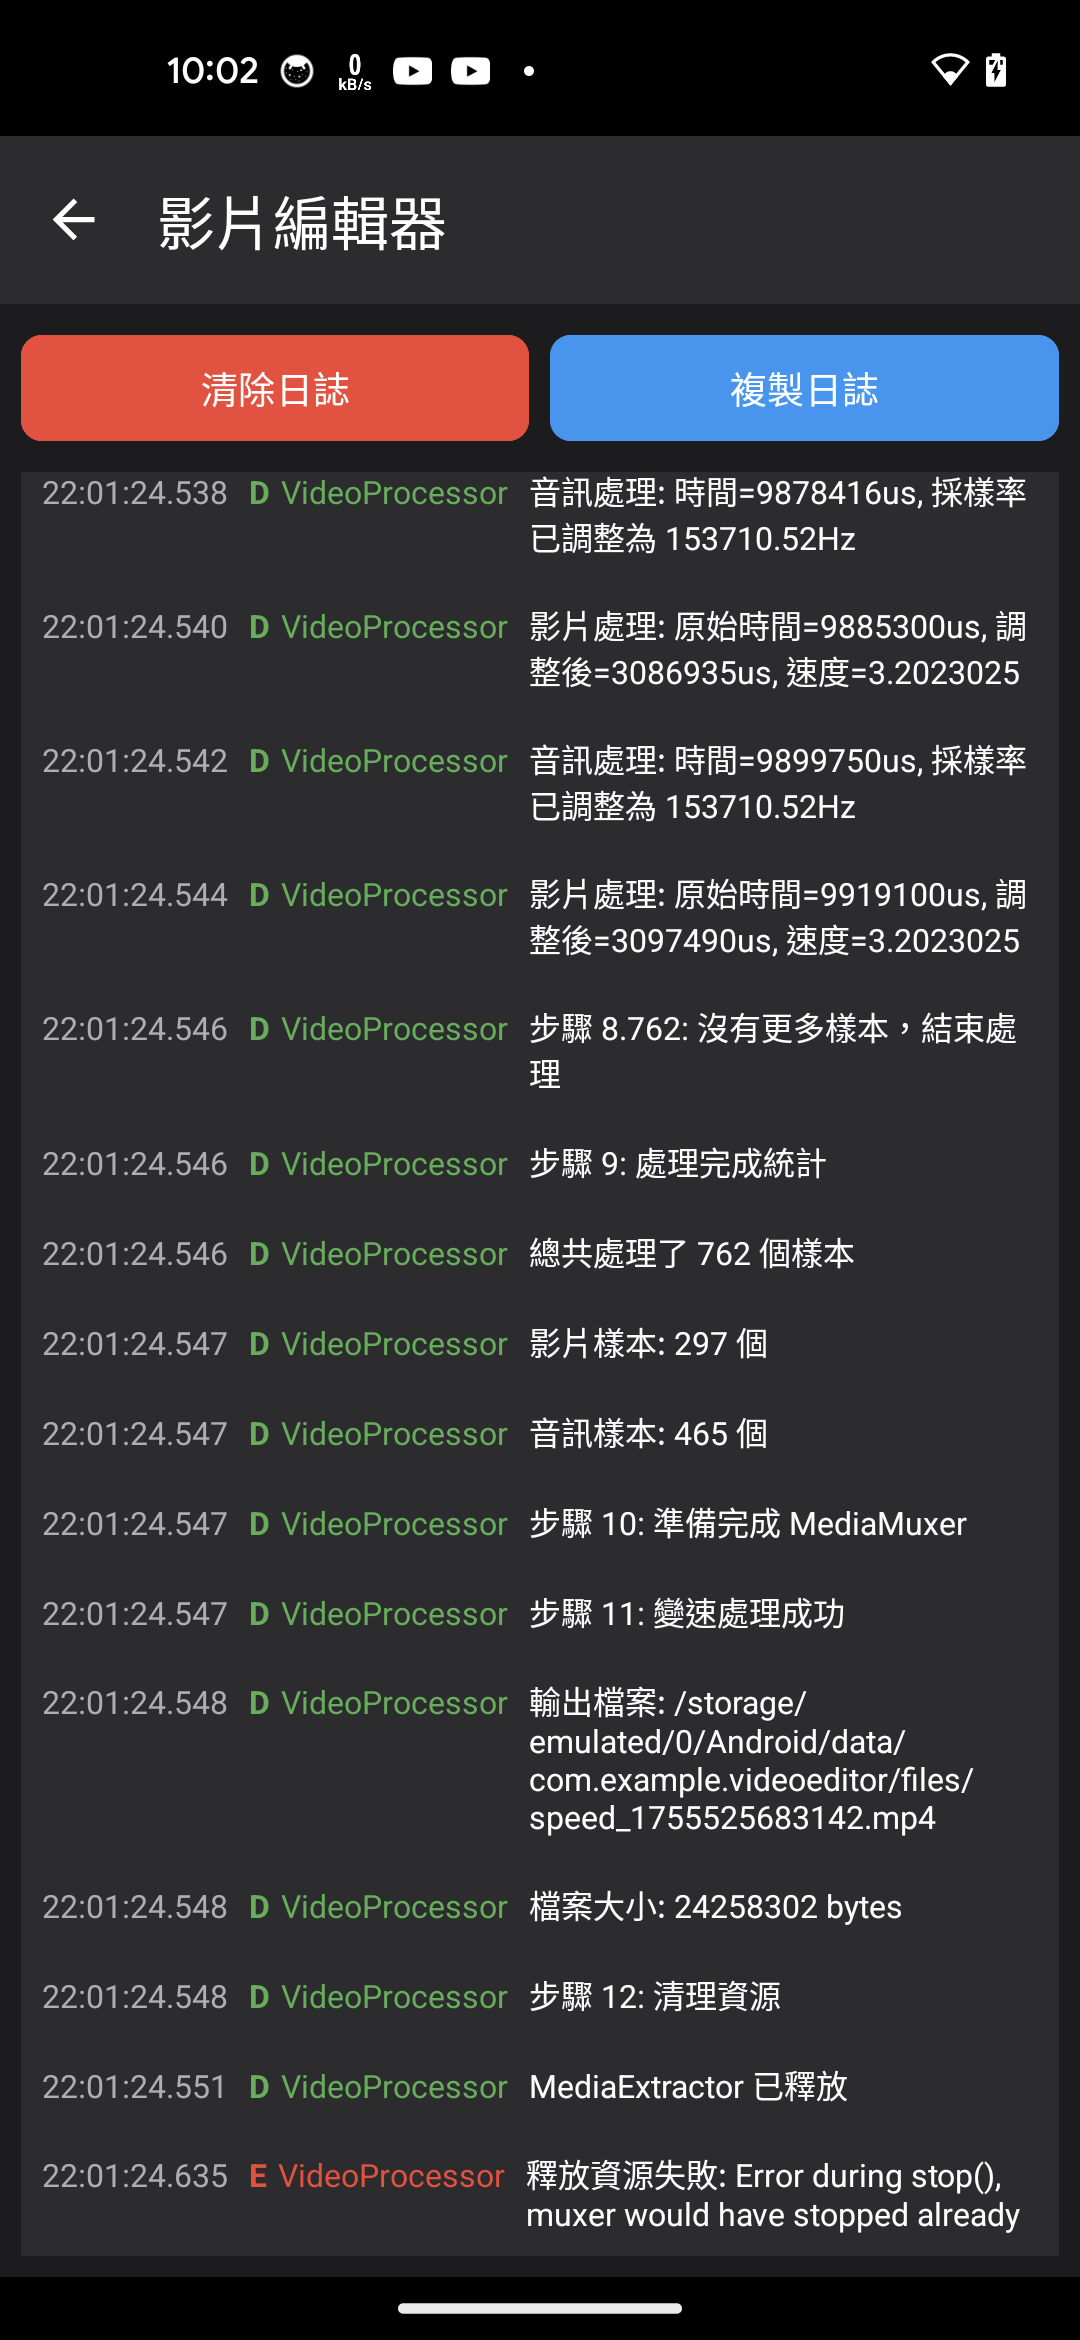 10:02 0 kB/s
影片編輯器
清除日誌 複製日誌
22:01:24.538 D VideoProcessor 音訊處理: 時間=9878416us, 採樣率
已調整為 153710.52Hz
22:01:24.540 D VideoProcessor 影片處理: 原始時間=9885300us, 調
整後=3086935us, 速度=3.2023025
22:01:24.542 D VideoProcessor 音訊處理: 時間=9899750us, 採樣率
已調整為 153710.52Hz
22:01:24.544 D VideoProcessor 影片處理: 原始時間=9919100us, 調
整後=3097490us, 速度=3.2023025
22:01:24.546 D VideoProcessor 步驟 8.762: 沒有更多樣本，結束處
理
22:01:24.546 D VideoProcessor 步驟 9: 處理完成統計
22:01:24.546 D VideoProcessor 總共處理了 762 個樣本
22:01:24.547 D VideoProcessor 影片樣本: 297 個
22:01:24.547 D VideoProcessor 音訊樣本: 465 個
22:01:24.547 D VideoProcessor 步驟 10: 準備完成 MediaMuxer
22:01:24.547 D VideoProcessor 步驟 11: 變速處理成功
22:01:24.548 D VideoProcessor 輸出檔案: /storage/
emulated/0/Android/data/
com.example.videoeditor/files/
speed_1755525683142.mp4
22:01:24.548 D VideoProcessor 檔案大小: 24258302 bytes
22:01:24.548 D VideoProcessor 步驟 12: 清理資源
22:01:24.551 D VideoProcessor MediaExtractor 已釋放
22:01:24.635 E VideoProcessor 釋放資源失敗: Error during stop(),
muxer would have stopped already